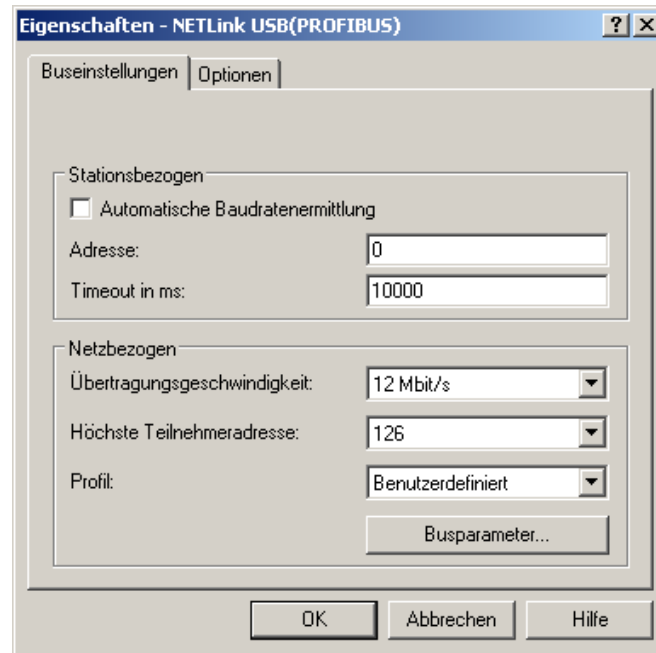 Eigenschaften - NETLink USB(PROFIBUS)
Buseinstellungen Optionen
Stationsbezogen
Automatische Baudratenermittlung
Adresse: 0
Timeout in ms: 10000
Netzbezogen
Übertragungsgeschwindigkeit: 12 Mbit/s
Höchste Teilnehmeradresse: 126
Profil: Benutzerdefiniert
Busparameter...
OK Abbrechen Hilfe